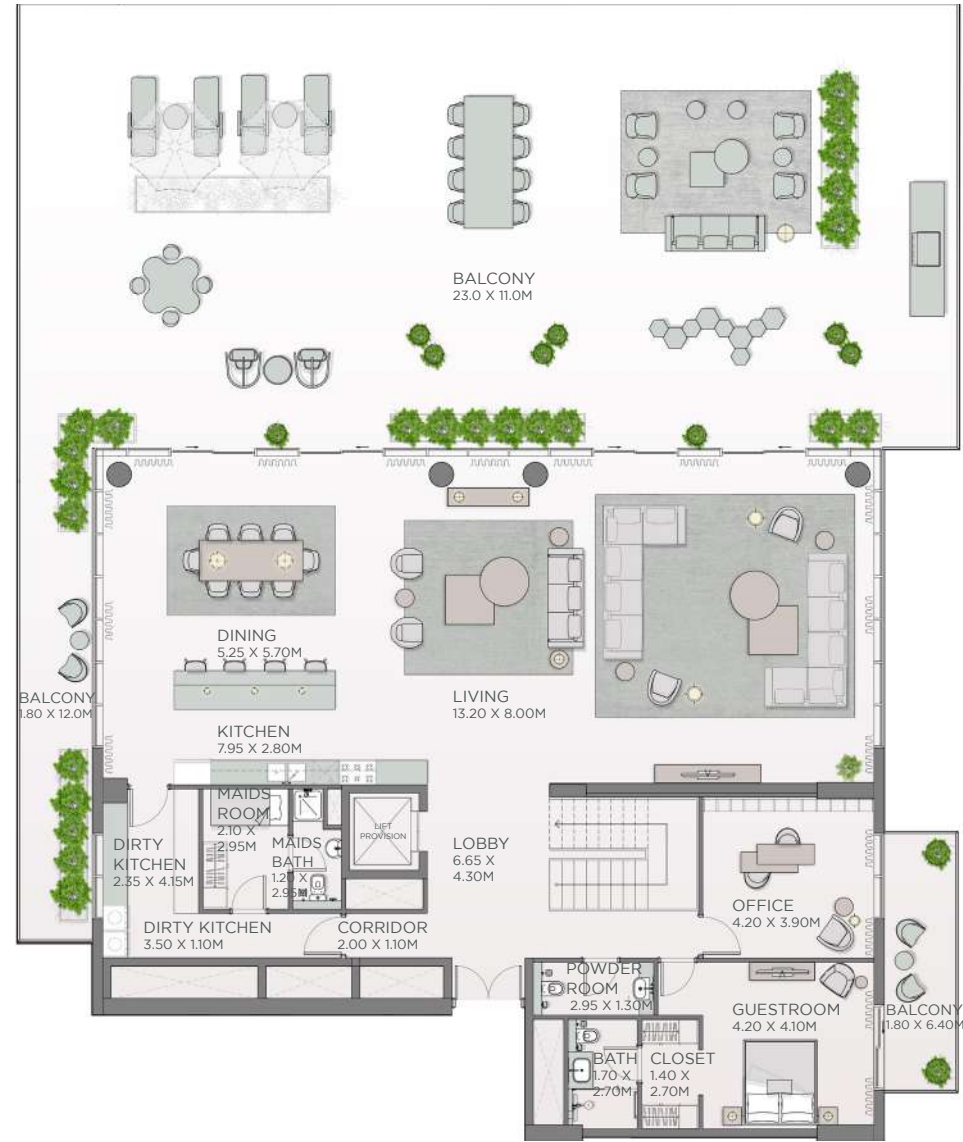 BALCONY
23.0 X 11.0M
DINING
5.25 X 5.70M
BALCONY
1.80 X 12.0M
LIVING
13.20 X 8.00M
KITCHEN
7.95 X 2.80M
MAIDS
ROOM
2.10 X
2.95M
MAIDS
BATH
1.20 X
2.95M
LIFT
PROVISION
LOBBY
6.65 X
4.30M
DIRTY
KITCHEN
2.35 X 4.15M
OFFICE
4.20 X 3.90M
DIRTY KITCHEN
3.50 X 1.10M
CORRIDOR
2.00 X 1.10M
POWDER
ROOM
2.95 X 1.30M
GUESTROOM
4.20 X 4.10M
BALCONY
1.80 X 6.40M
BATH
1.70 X
2.70M
CLOSET
1.40 X
2.70M